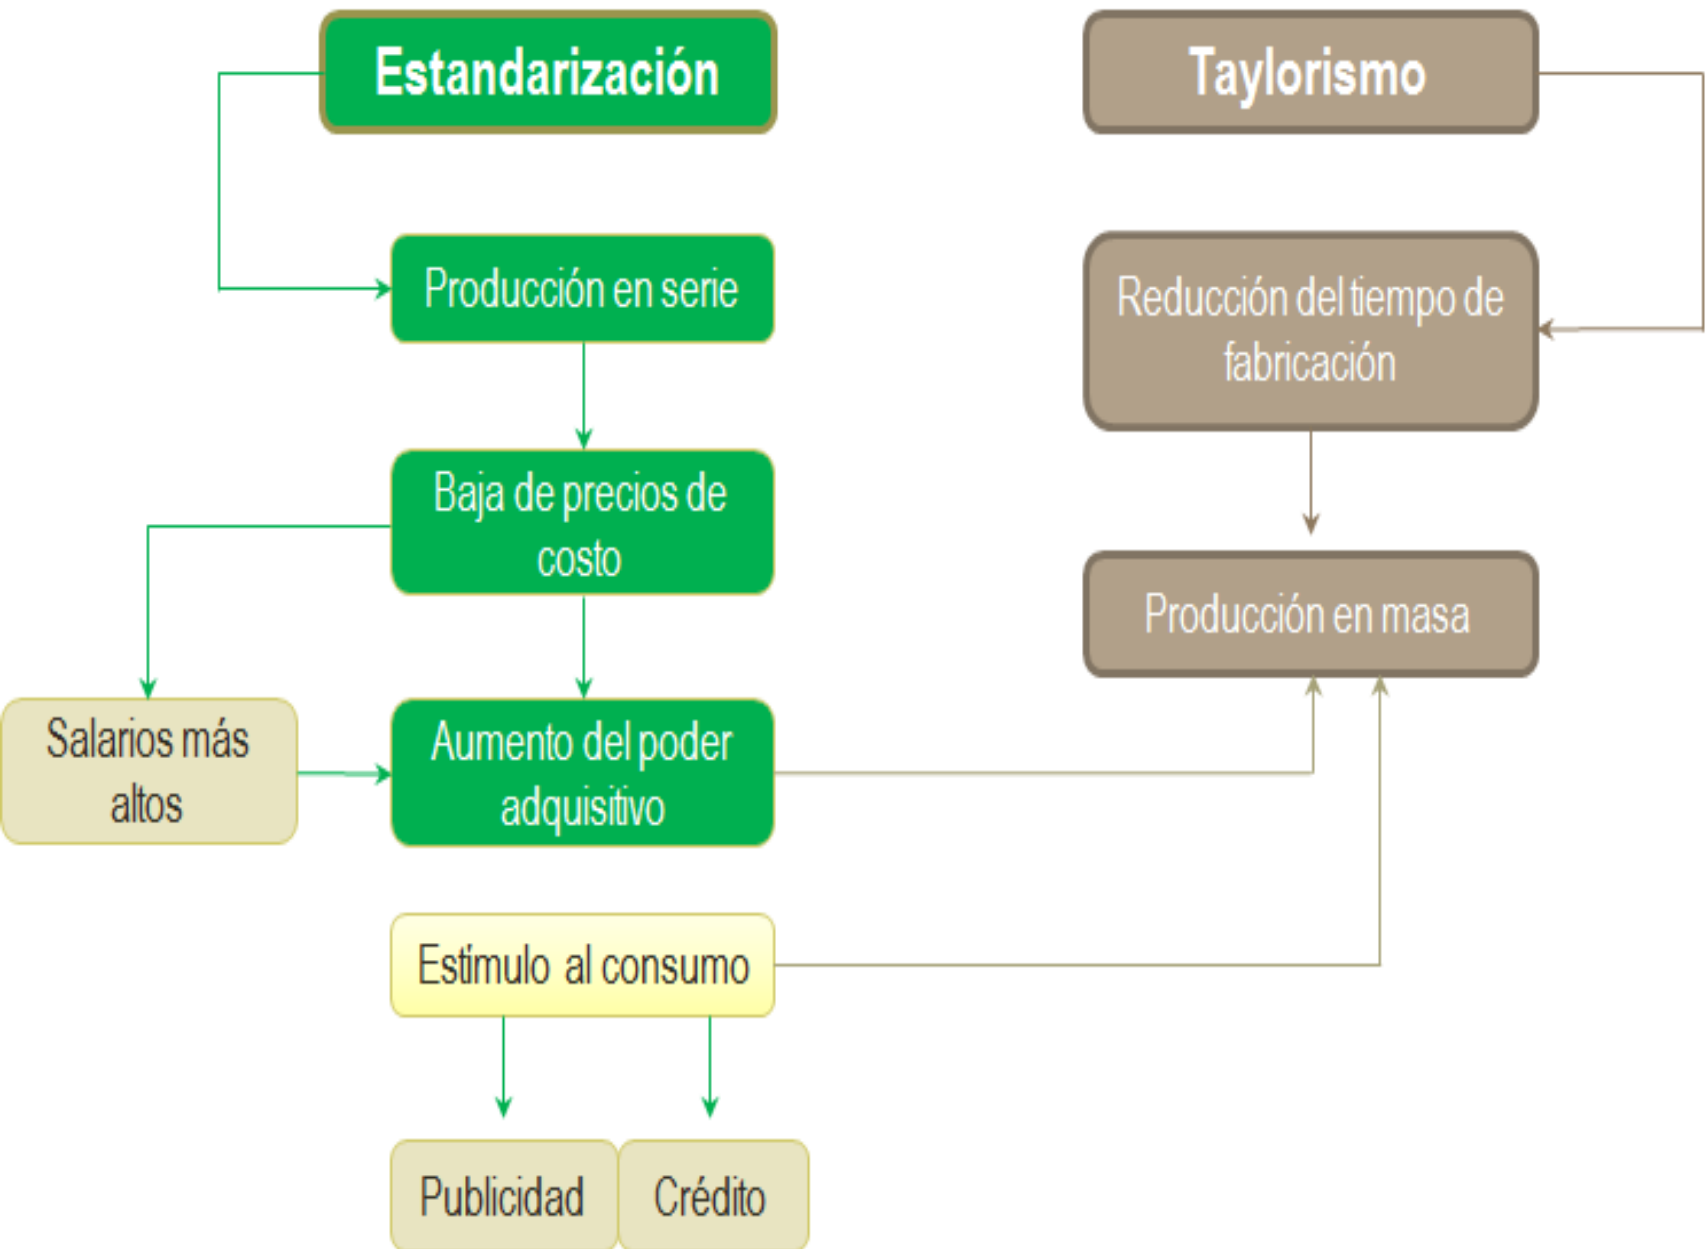 Estandarización
Taylorismo
Producción en serie
Reducción del tiempo de
fabricación
Baja de precios de
costo
Producción en masa
Salarios más
altos
Aumento del poder
adquisitivo
Estímulo al consumo
Publicidad
Crédito